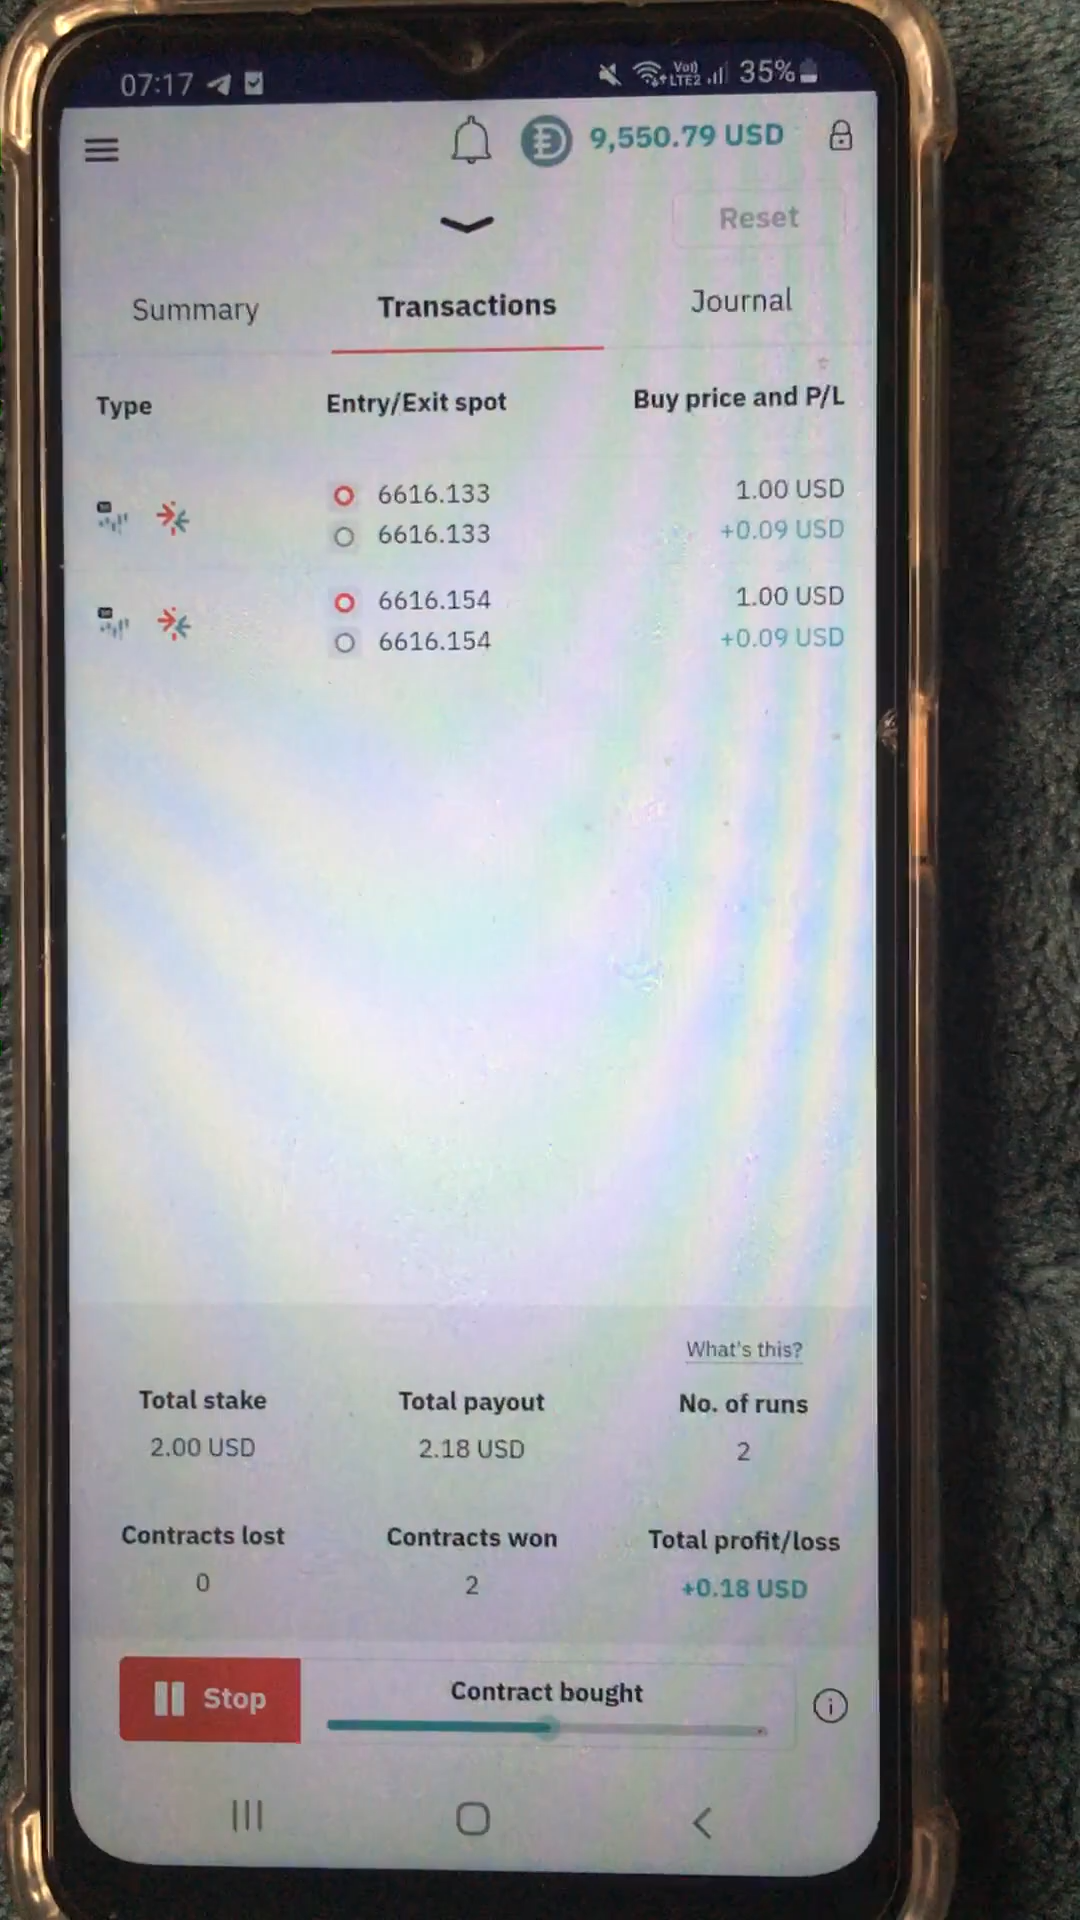 07:17 Vo)) LTE2 35%
9,550.79 USD
Reset
Summary Transactions Journal
Type Entry/Exit spot Buy price and P/L
6616.133 1.00 USD
6616.133 +0.09 USD
6616.154 1.00 USD
6616.154 +0.09 USD
What's this?
Total stake Total payout No. of runs
2.00 USD 2.18 USD 2
Contracts lost Contracts won Total profit/loss
0 2 +0.18 USD
Stop Contract bought